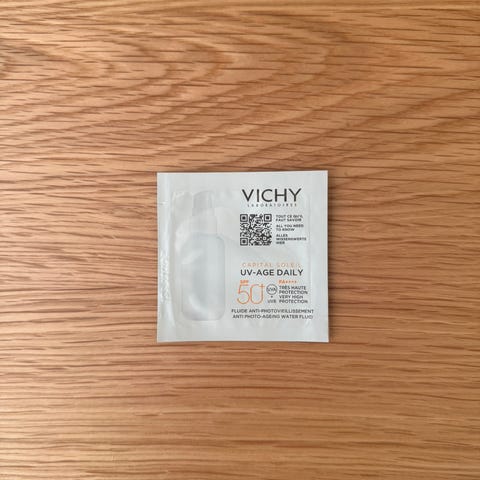 VICHY
LABORATOIRES
TOUT CE QU'IL
FAUT SAVOIR
ALL YOU NEED
TO KNOW
ALLES
WISSENSWERTE
HIER
CAPITAL SOLEIL
UV-AGE DAILY
SPF
50+
UVA
+
UVB
PA++++
TRÈS HAUTE
PROTECTION
VERY HIGH
PROTECTION
FLUIDE ANTI-PHOTOVIEILLISSEMENT
ANTI PHOTO-AGEING WATER FLUID